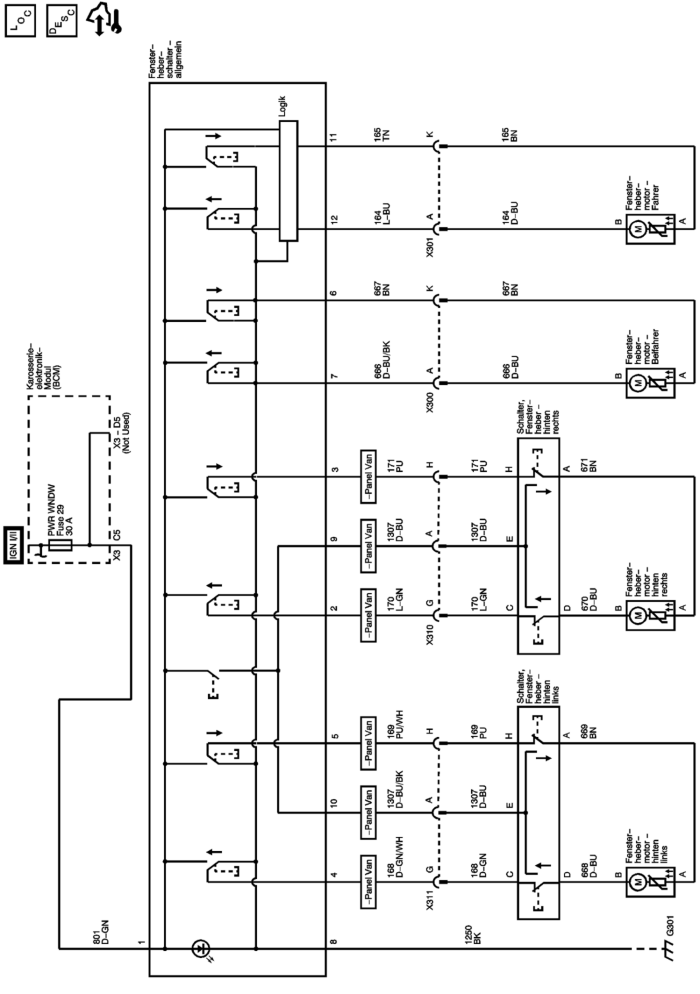 LOC
DESC
Fenster–
heber–
schalter –
allgemein
Logik
11
165
TN
K
165
BN
Fenster–
heber–
motor –
Fahrer
B
M
A
12
164
L–BU
A
X301
164
D–BU
6
667
BN
K
667
BN
Fenster–
heber–
motor –
Beifahrer
B
M
A
7
666
D–BU/BK
A
X300
666
D–BU
Karosserie–
elektronik–
Modul
(BCM)
X3 – D5
(Not Used)
IGN I/II
PWR WNDW
Fuse 29
30 A
X3
C5
Schalter,
Fenster–
heber–
hinten
rechts
3
–Panel Van
171
PU
H
171
PU
H
A
671
BN
9
–Panel Van
1307
D–BU
A
1307
D–BU
E
2
–Panel Van
170
L–GN
G
X310
170
L–GN
C
D
670
D–BU
Fenster–
heber–
motor –
hinten
rechts
B
M
A
Schalter,
Fenster–
heber–
hinten
links
5
–Panel Van
169
PU/WH
H
169
PU
H
A
669
BN
10
–Panel Van
1307
D–BU/BK
A
1307
D–BU
E
4
–Panel Van
168
D–GN/WH
G
X311
168
D–GN
C
D
668
D–BU
Fenster–
heber–
motor –
hinten
links
B
M
A
801
D–GN
1
8
1250
BK
G301